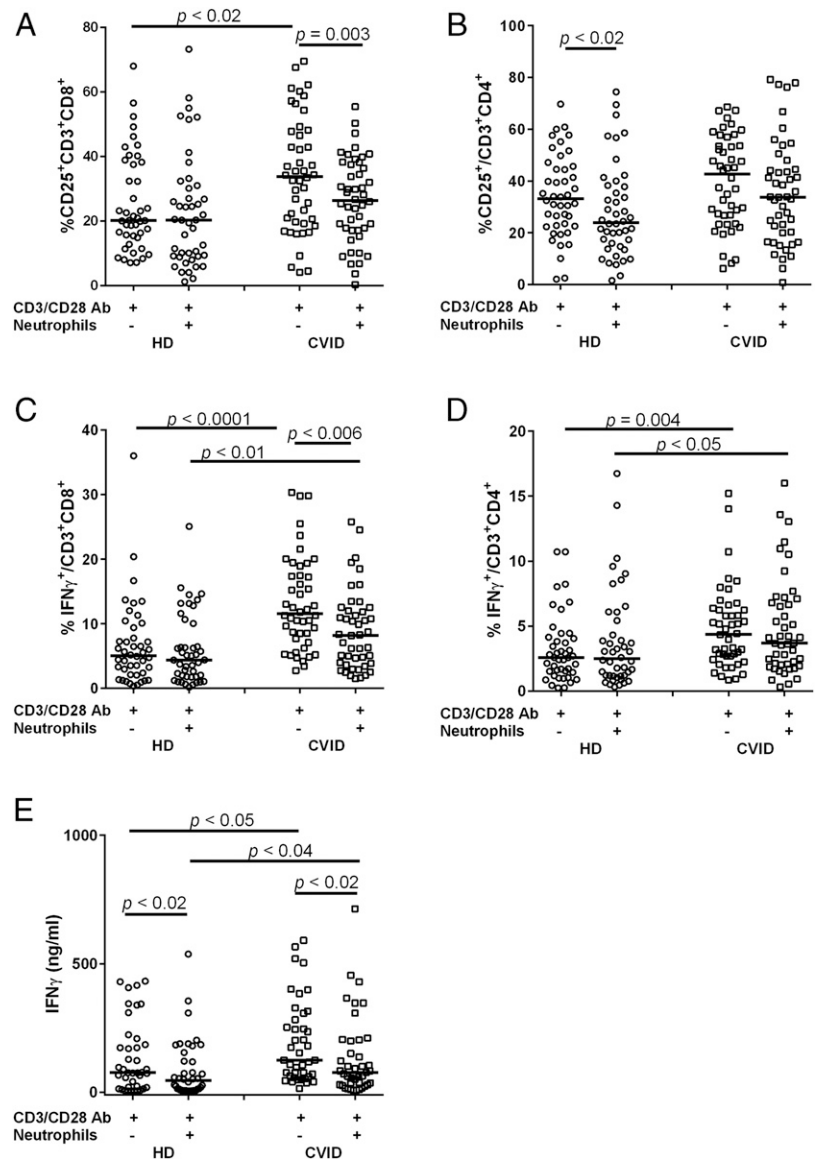 A
p < 0.02
p = 0.003
80
60
40
20
0
%CD25+CD3+CD8+
CD3/CD28 Ab + + + +
Neutrophils - + - +
HD CVID
B
p < 0.02
100
80
60
40
20
0
%CD25+/CD3+CD4+
+ + + +
- + - +
HD CVID
C
p < 0.0001
p < 0.006
p < 0.01
40
30
20
10
0
% IFNγ+/CD3+CD8+
CD3/CD28 Ab + + + +
Neutrophils - + - +
HD CVID
D
p = 0.004
p < 0.05
20
15
10
5
0
% IFNγ+/CD3+CD4+
CD3/CD28 Ab + + + +
Neutrophils - + - +
HD CVID
E
p < 0.05
p < 0.04
p < 0.02
p < 0.02
1000
500
0
IFNγ (ng/ml)
CD3/CD28 Ab + + + +
Neutrophils - + - +
HD CVID